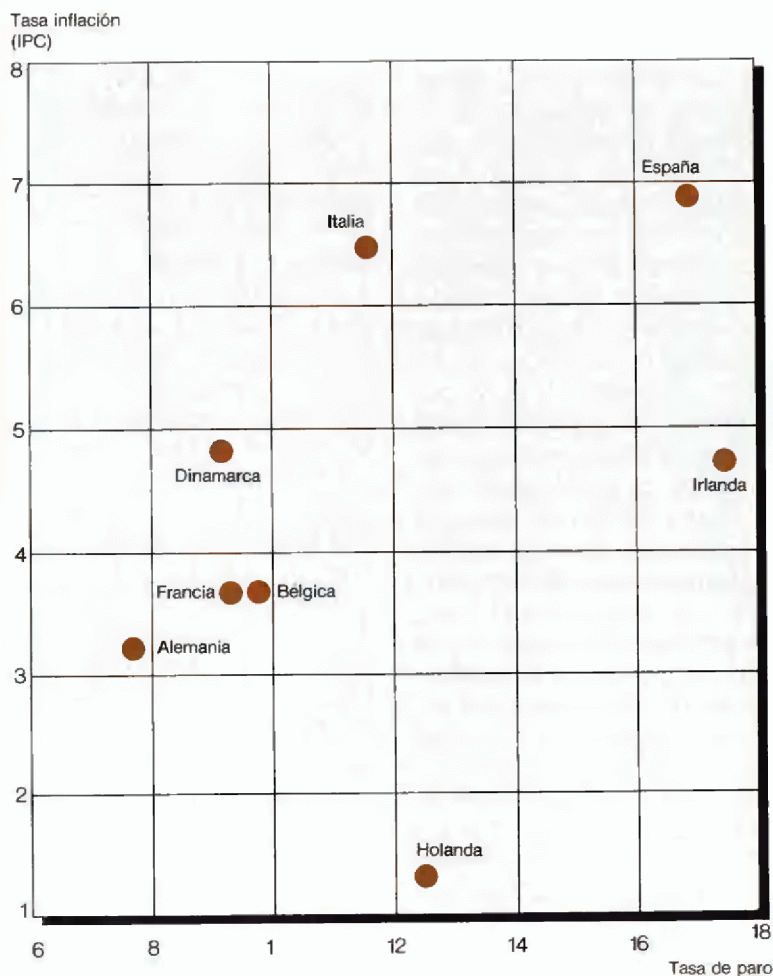 Tasa inflación
(IPC)
8
España
7
Italia
6
5
Dinamarca
Irlanda
4
Francia
Belgica
Alemania
3
2
Holanda
1
6
8
1
12
14
16
18
Tasa de paro